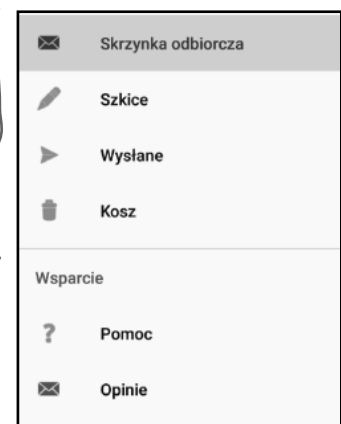 Skrzynka odbiorcza
Szkice
Wysłane
Kosz
Wsparcie
Pomoc
Opinie